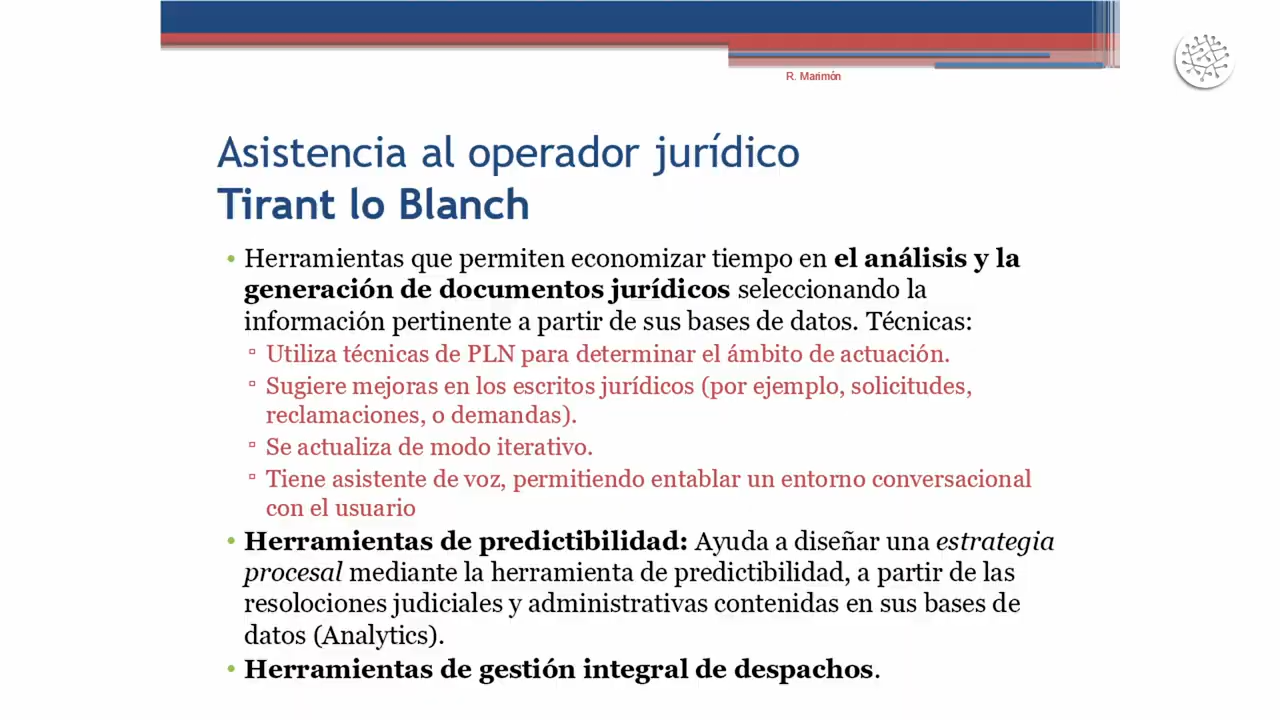 R. Marimón
Asistencia al operador jurídico
Tirant lo Blanch
• Herramientas que permiten economizar tiempo en el análisis y la
generación de documentos jurídicos seleccionando la
información pertinente a partir de sus bases de datos. Técnicas:
▫ Utiliza técnicas de PLN para determinar el ámbito de actuación.
▫ Sugiere mejoras en los escritos jurídicos (por ejemplo, solicitudes,
reclamaciones, o demandas).
▫ Se actualiza de modo iterativo.
▫ Tiene asistente de voz, permitiendo entablar un entorno conversacional
con el usuario
• Herramientas de predictibilidad: Ayuda a diseñar una estrategia
procesal mediante la herramienta de predictibilidad, a partir de las
resolociones judiciales y administrativas contenidas en sus bases de
datos (Analytics).
• Herramientas de gestión integral de despachos.